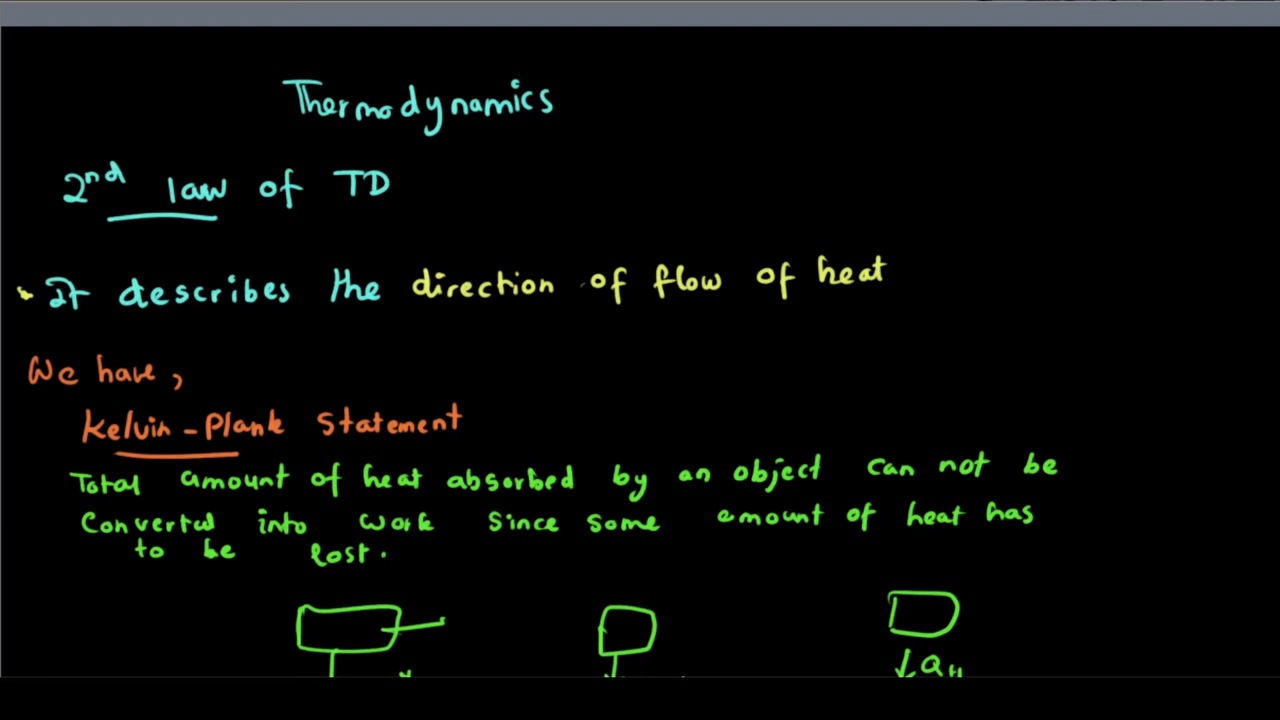 Thermodynamics
2nd law of TD
It describes the direction of flow of heat
We have,
Kelvin-Plank Statement
Total amount of heat absorbed by an object can not be
Converted into work since some amount of heat has
to be lost.
QH